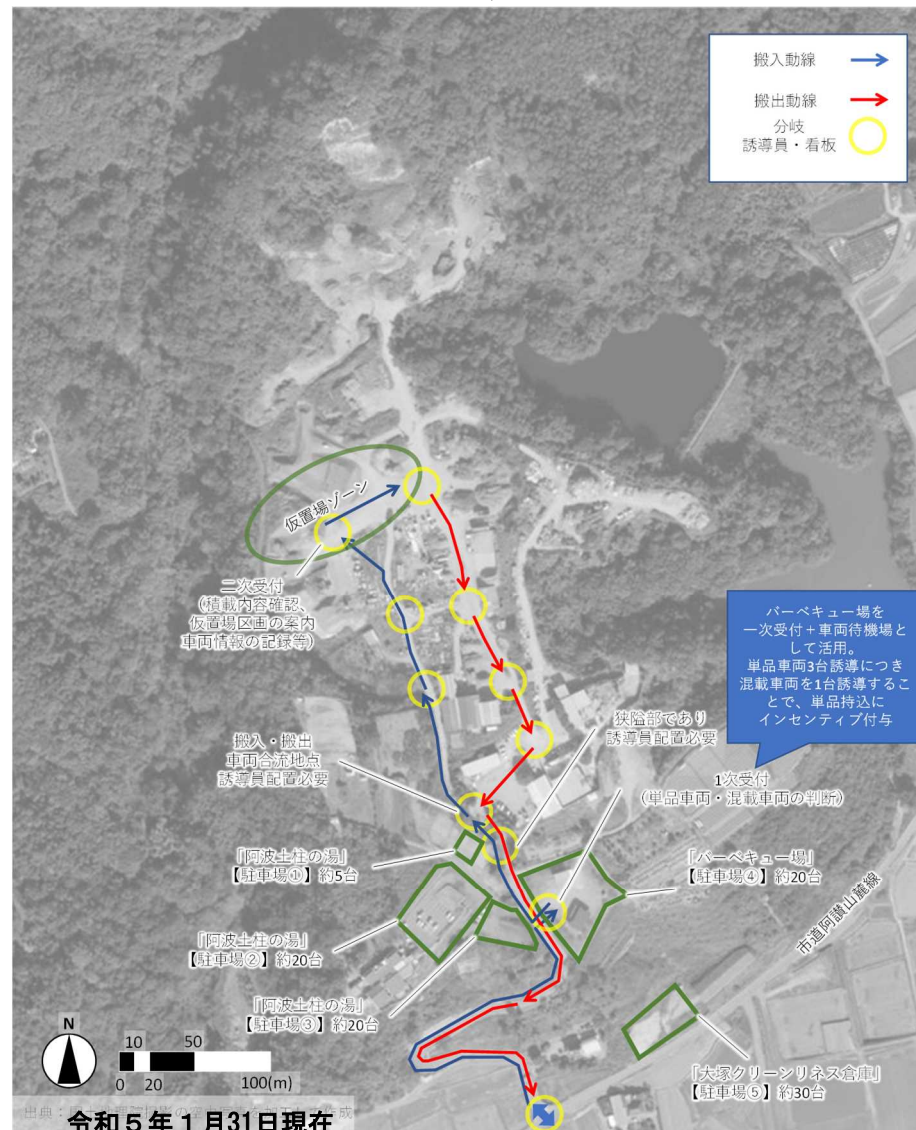 搬入動線
搬出動線
分岐
誘導員・看板
仮置場ゾーン
二次受付
(積載内容確認、
仮置場区画の案内
車両情報の記録等)
バーベキュー場を
一次受付+車両待機場と
して活用。
単品車両3台誘導につき
混載車両を1台誘導するこ
とで、単品持込に
インセンティブ付与
狭隘部であり
誘導員配置必要
搬入・搬出
車両合流地点
誘導員配置必要
1次受付
(単品車両・混載車両の判断)
「阿波土柱の湯」
【駐車場①】約5台
「バーベキュー場」
【駐車場④】約20台
市道阿讃山麓線
「阿波土柱の湯」
【駐車場②】約20台
「阿波土柱の湯」
【駐車場③】約20台
「大塚クリーンリネス倉庫」
【駐車場⑤】約30台
N
10 50
0 20 100(m)
出典:
作成
令和5年1月31日現在